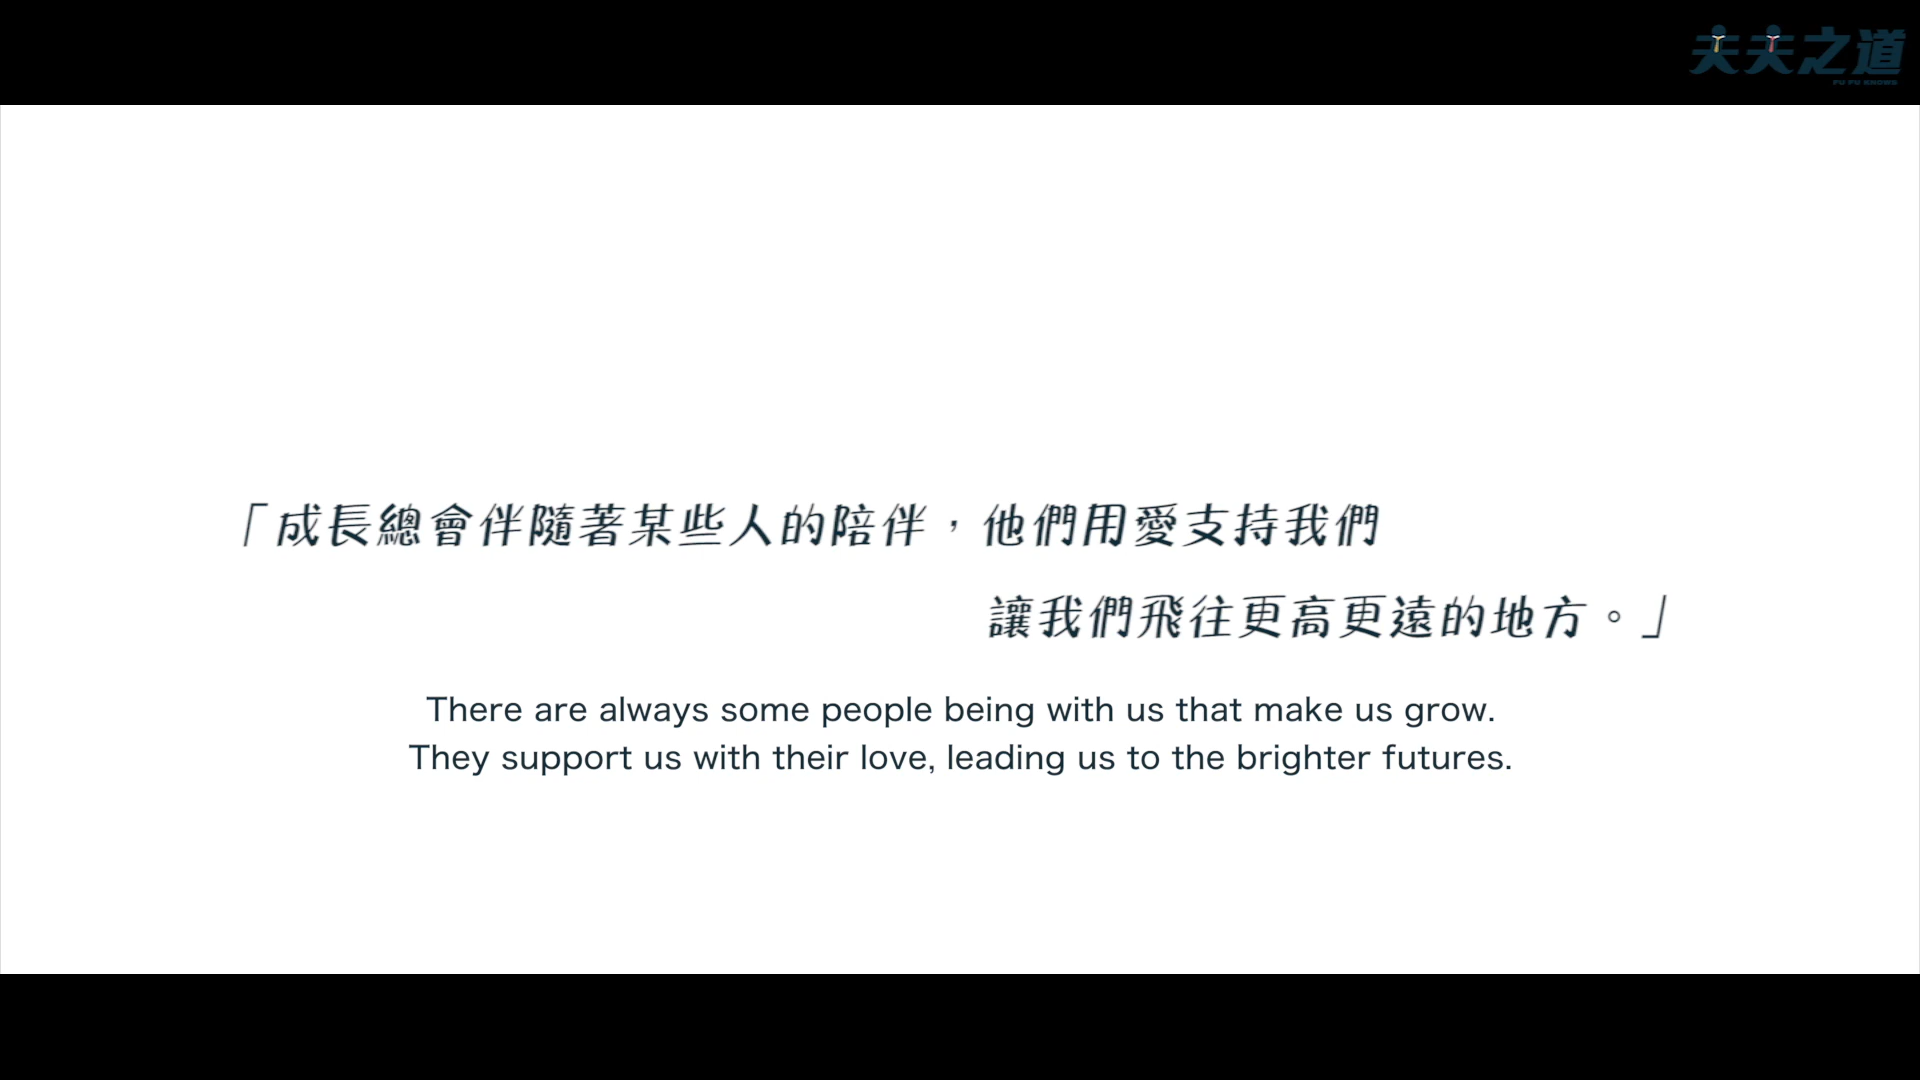 夫夫之道
FU FU KNOWS
「成長總會伴隨著某些人的陪伴，他們用愛支持我們
讓我們飛往更高更遠的地方。」
There are always some people being with us that make us grow.
They support us with their love, leading us to the brighter futures.